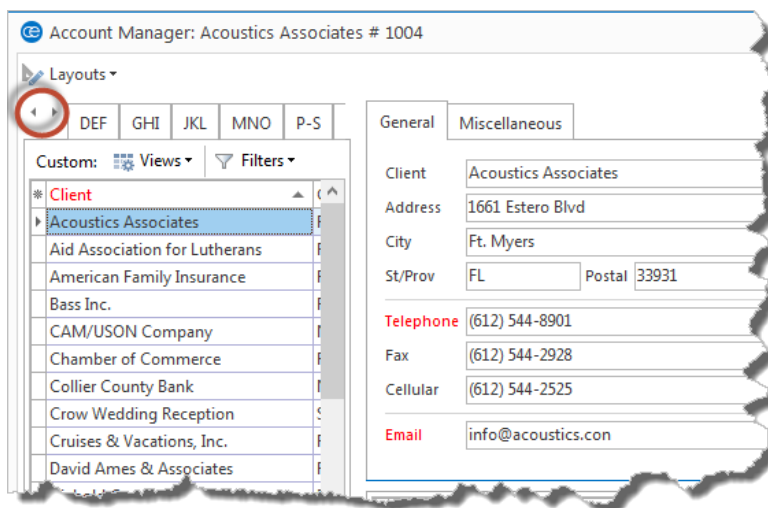 ce Account Manager: Acoustics Associates # 1004
Layouts
DEF GHI JKL MNO P-S
Custom: Views Filters
Client
Acoustics Associates
Aid Association for Lutherans
American Family Insurance
Bass Inc.
CAM/USON Company
Chamber of Commerce
Collier County Bank
Crow Wedding Reception
Cruises & Vacations, Inc.
David Ames & Associates
General Miscellaneous
Client Acoustics Associates
Address 1661 Estero Blvd
City Ft. Myers
St/Prov FL Postal 33931
Telephone (612) 544-8901
Fax (612) 544-2928
Cellular (612) 544-2525
Email info@acoustics.con